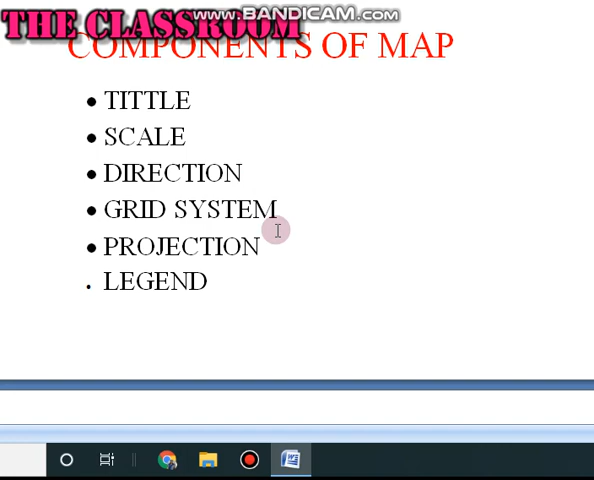 www.BANDICAM.com
THE CLASSROOM
COMPONENTS OF MAP
• TITTLE
• SCALE
• DIRECTION
• GRID SYSTEM
• PROJECTION
• LEGEND